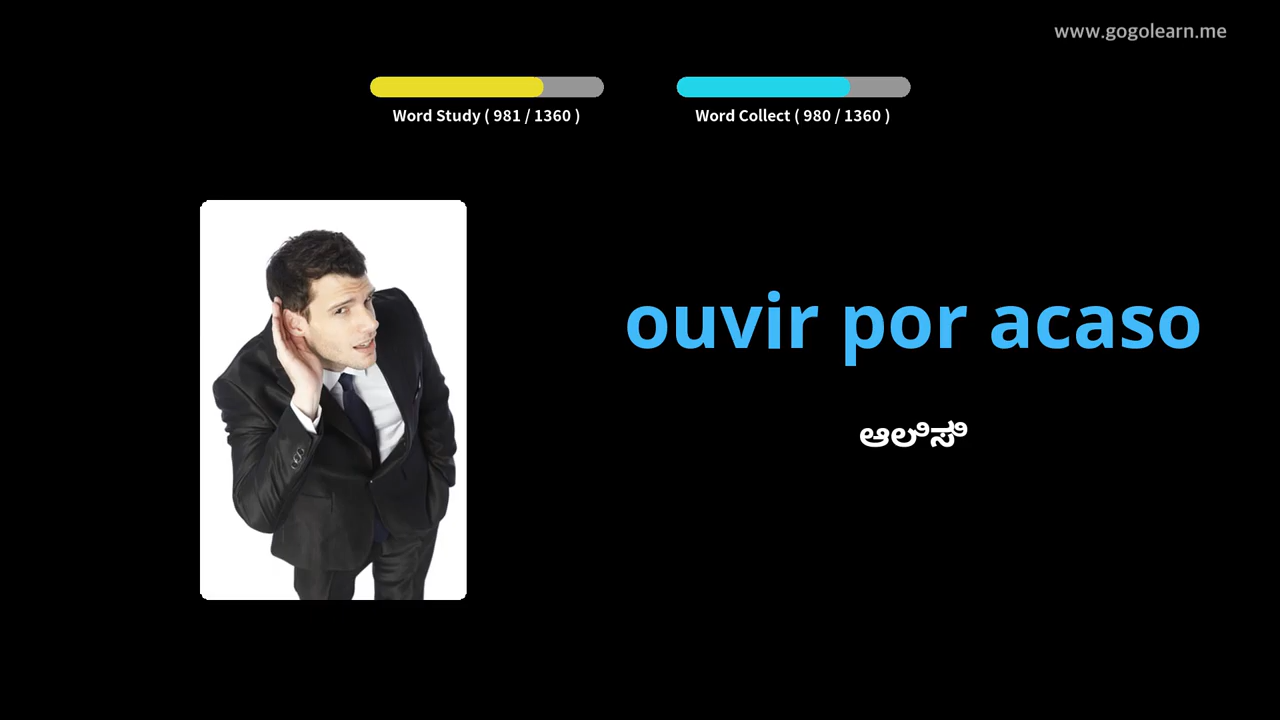 www.gogolearn.me
Word Study ( 981 / 1360 )
Word Collect ( 980 / 1360 )
ouvir por acaso
ಆಲಿಸಿ